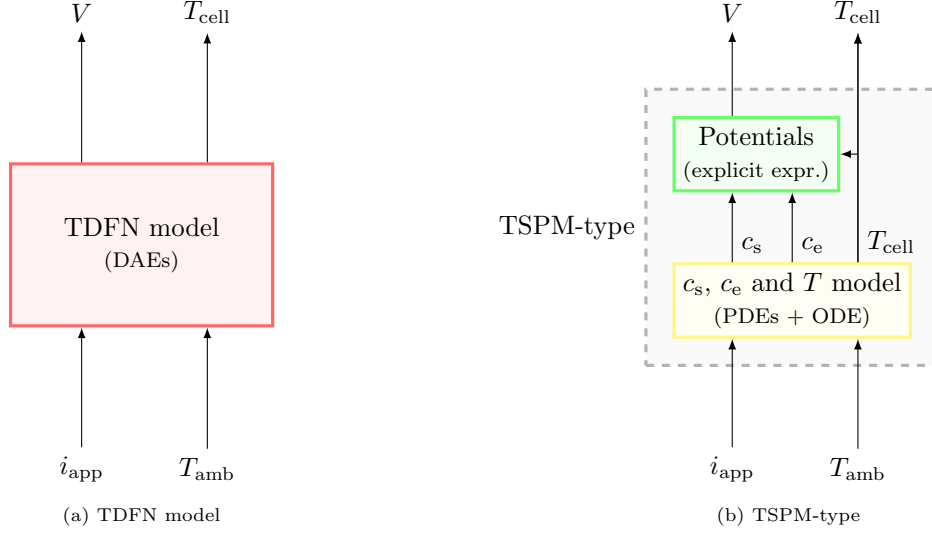 V
T_cell
TDFN model
(DAEs)
i_app
T_amb
(a) TDFN model
V
T_cell
Potentials
(explicit expr.)
TSPM-type
c_s
c_e
T_cell
c_s, c_e and T model
(PDEs + ODE)
i_app
T_amb
(b) TSPM-type